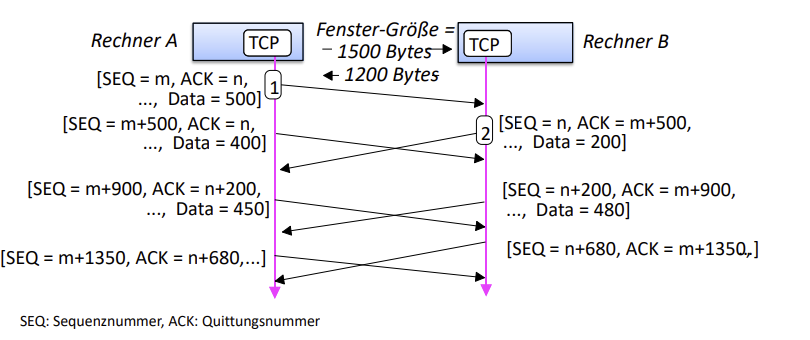 Rechner A
TCP
Fenster-Größe =
1500 Bytes
1200 Bytes
TCP
Rechner B
[SEQ = m, ACK = n,
..., Data = 500]
1
[SEQ = m+500, ACK = n,
..., Data = 400]
2
[SEQ = n, ACK = m+500,
..., Data = 200]
[SEQ = m+900, ACK = n+200,
..., Data = 450]
[SEQ = n+200, ACK = m+900,
..., Data = 480]
[SEQ = m+1350, ACK = n+680,...]
[SEQ = n+680, ACK = m+1350,.]
SEQ: Sequenznummer, ACK: Quittungsnummer